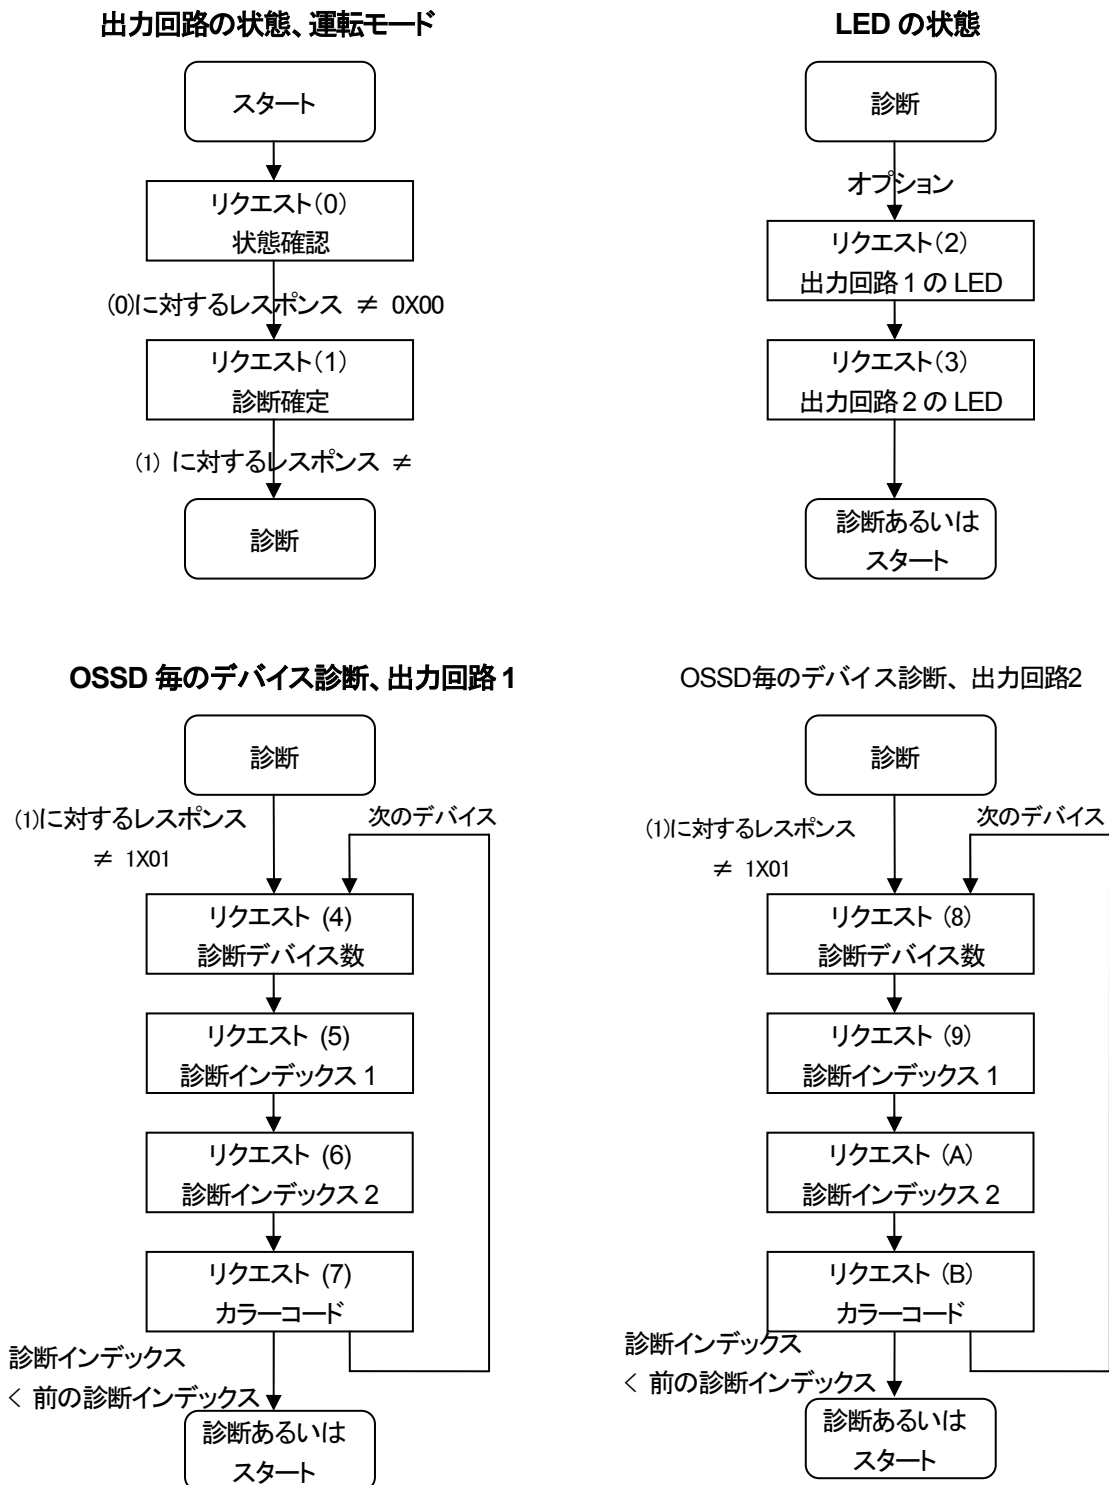 出力回路の状態、運転モード
スタート
リクエスト(0)
状態確認
(0)に対するレスポンス ≠ 0X00
リクエスト(1)
診断確定
(1) に対するレスポンス ≠
診断
LED の状態
診断
オプション
リクエスト(2)
出力回路 1 の LED
リクエスト(3)
出力回路 2 の LED
診断あるいは
スタート
OSSD 毎のデバイス診断、出力回路 1
診断
(1)に対するレスポンス
≠ 1X01
次のデバイス
リクエスト (4)
診断デバイス数
リクエスト (5)
診断インデックス 1
リクエスト (6)
診断インデックス 2
リクエスト (7)
カラーコード
診断インデックス
< 前の診断インデックス
診断あるいは
スタート
OSSD毎のデバイス診断、出力回路2
診断
(1)に対するレスポンス
≠ 1X01
次のデバイス
リクエスト (8)
診断デバイス数
リクエスト (9)
診断インデックス 1
リクエスト (A)
診断インデックス 2
リクエスト (B)
カラーコード
診断インデックス
< 前の診断インデックス
診断あるいは
スタート